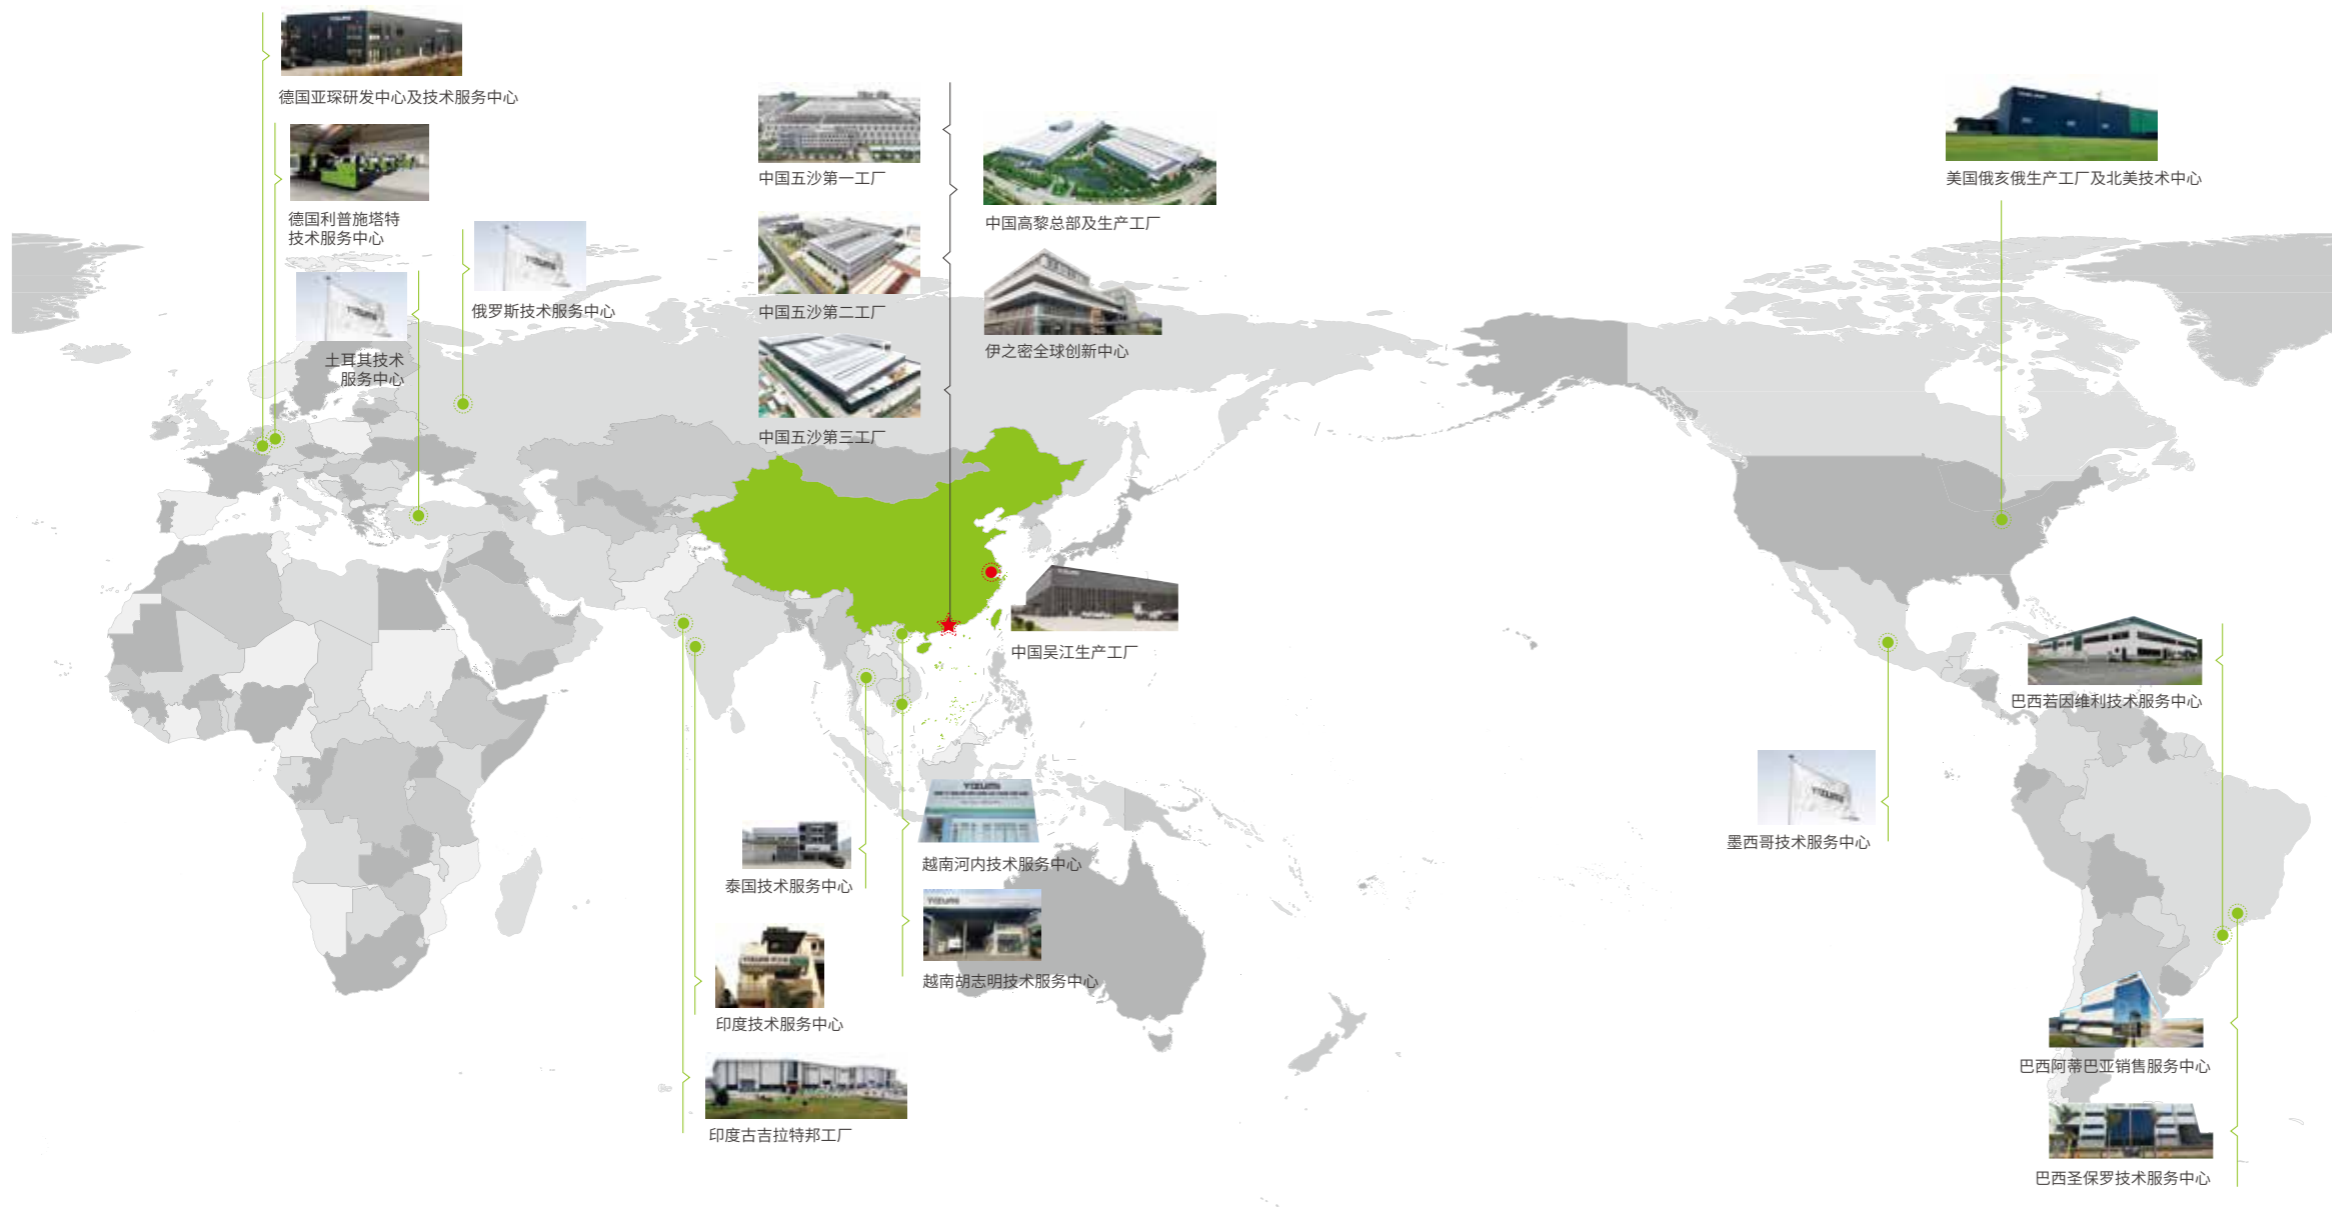 德国亚琛研发中心及技术服务中心
德国利普施塔特
技术服务中心
YIZUMI
俄罗斯技术服务中心
YIZUMI
土耳其技术
服务中心
中国五沙第一工厂
中国五沙第二工厂
中国五沙第三工厂
中国高黎总部及生产工厂
伊之密全球创新中心
中国吴江生产工厂
美国俄亥俄生产工厂及北美技术中心
巴西若因维利技术服务中心
YIZUMI
墨西哥技术服务中心
YIZUMI
越南河内技术服务中心
泰国技术服务中心
YIZUMI
越南胡志明技术服务中心
YIZUMI
印度技术服务中心
印度古吉拉特邦工厂
巴西阿蒂巴亚销售服务中心
巴西圣保罗技术服务中心